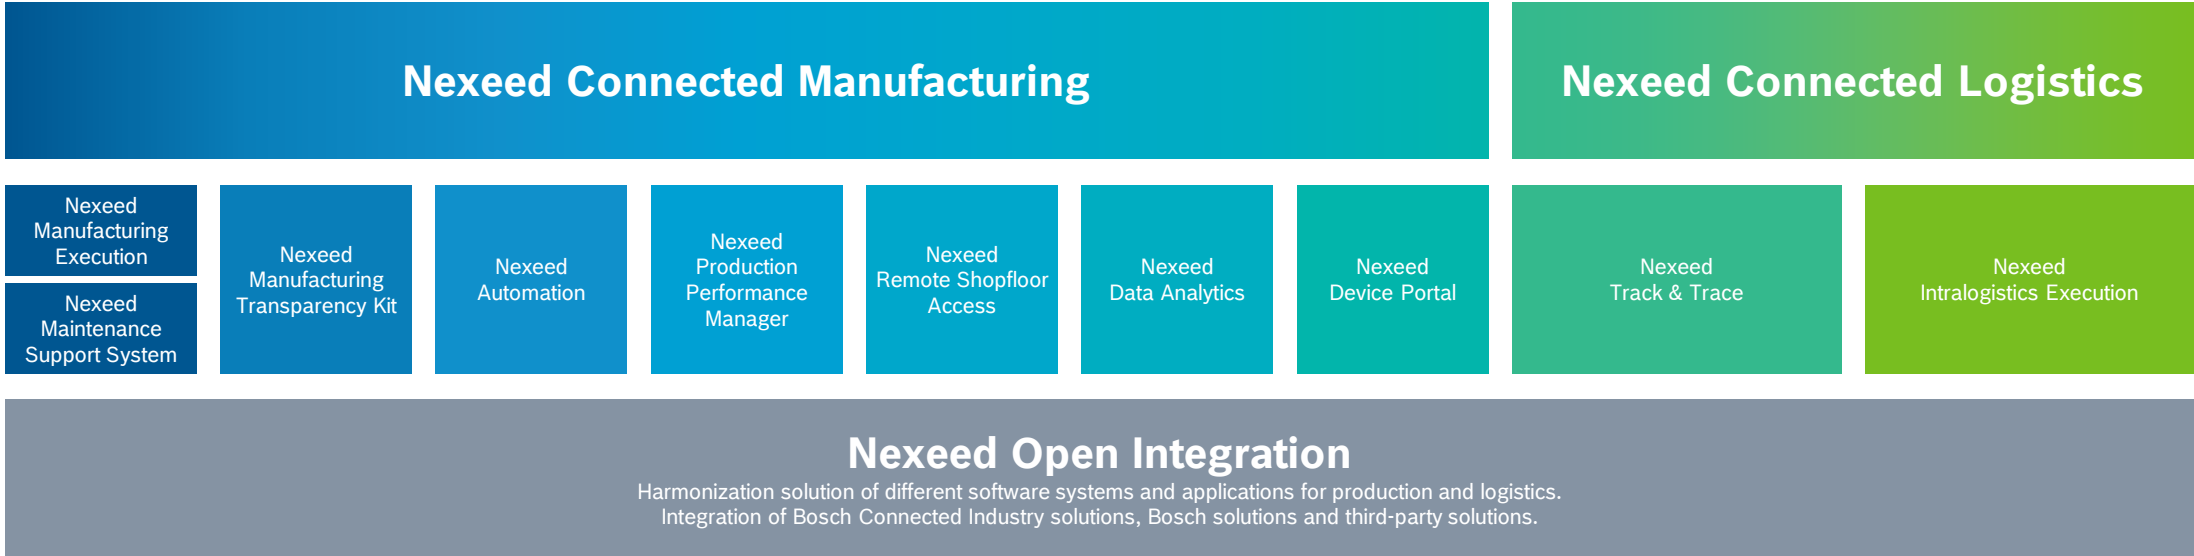 Nexeed Connected Manufacturing
Nexeed Connected Logistics
Nexeed
Manufacturing
Execution
Nexeed
Maintenance
Support System
Nexeed
Manufacturing
Transparency Kit
Nexeed
Automation
Nexeed
Production
Performance
Manager
Nexeed
Remote Shopfloor
Access
Nexeed
Data Analytics
Nexeed
Device Portal
Nexeed
Track & Trace
Nexeed
Intralogistics Execution
Nexeed Open Integration
Harmonization solution of different software systems and applications for production and logistics.
Integration of Bosch Connected Industry solutions, Bosch solutions and third-party solutions.